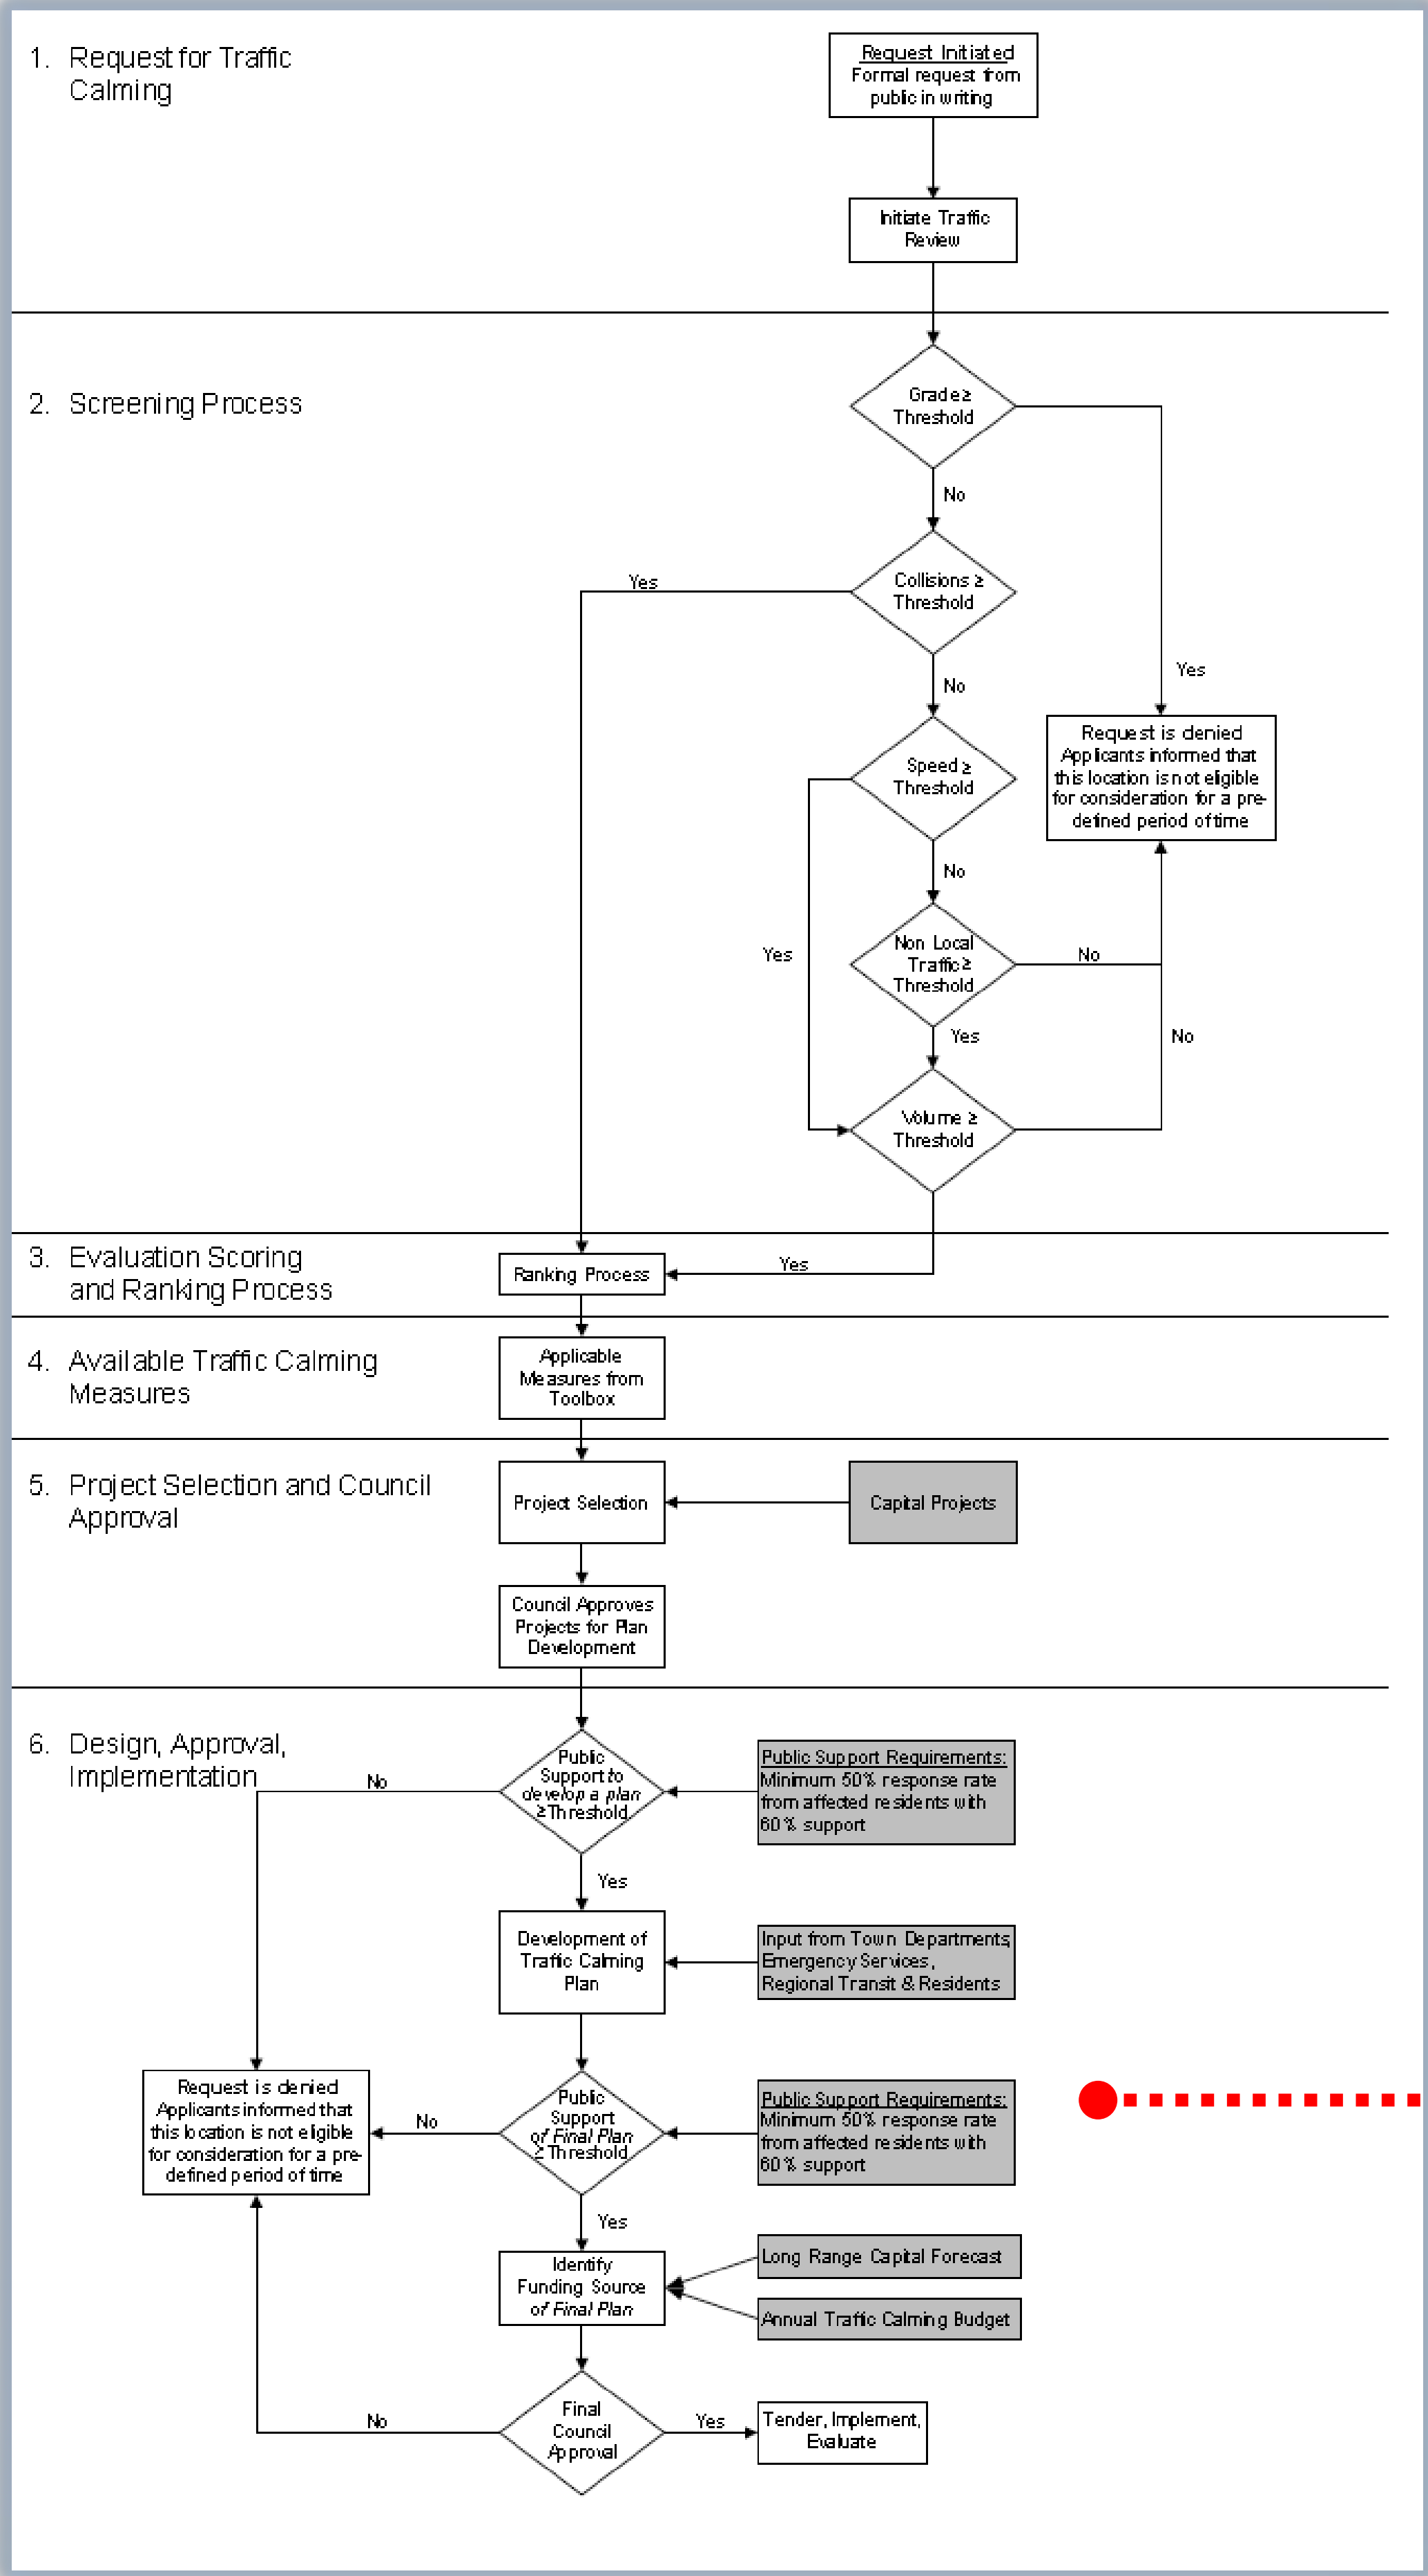 1. Request for Traffic
Calming
Request Initiated
Formal request from
public in writing
Initiate Traffic
Review
2. Screening Process
Grade ≥
Threshold
No
Collisions ≥
Threshold
Yes
No
Yes
Speed ≥
Threshold
Request is denied
Applicants informed that
this location is not eligible
for consideration for a pre-
defined period of time
No
Yes
Non Local
Traffic ≥
Threshold
No
Yes
No
Volume ≥
Threshold
3. Evaluation Scoring
and Ranking Process
Ranking Process
Yes
4. Available Traffic Calming
Measures
Applicable
Measures from
Toolbox
5. Project Selection and Council
Approval
Project Selection
Capital Projects
Council Approves
Projects for Plan
Development
6. Design, Approval,
Implementation
No
Public
Support to
develop a plan
≥ Threshold
Public Support Requirements:
Minimum 50% response rate
from affected residents with
60% support
Yes
Development of
Traffic Calming
Plan
Input from Town Departments,
Emergency Services,
Regional Transit & Residents
Request is denied
Applicants informed that
this location is not eligible
for consideration for a pre-
defined period of time
No
Public
Support
of Final Plan
≥ Threshold
Public Support Requirements:
Minimum 50% response rate
from affected residents with
60% support
Yes
Identify
Funding Source
of Final Plan
Long Range Capital Forecast
Annual Traffic Calming Budget
No
Final
Council
Approval
Yes
Tender, Implement,
Evaluate